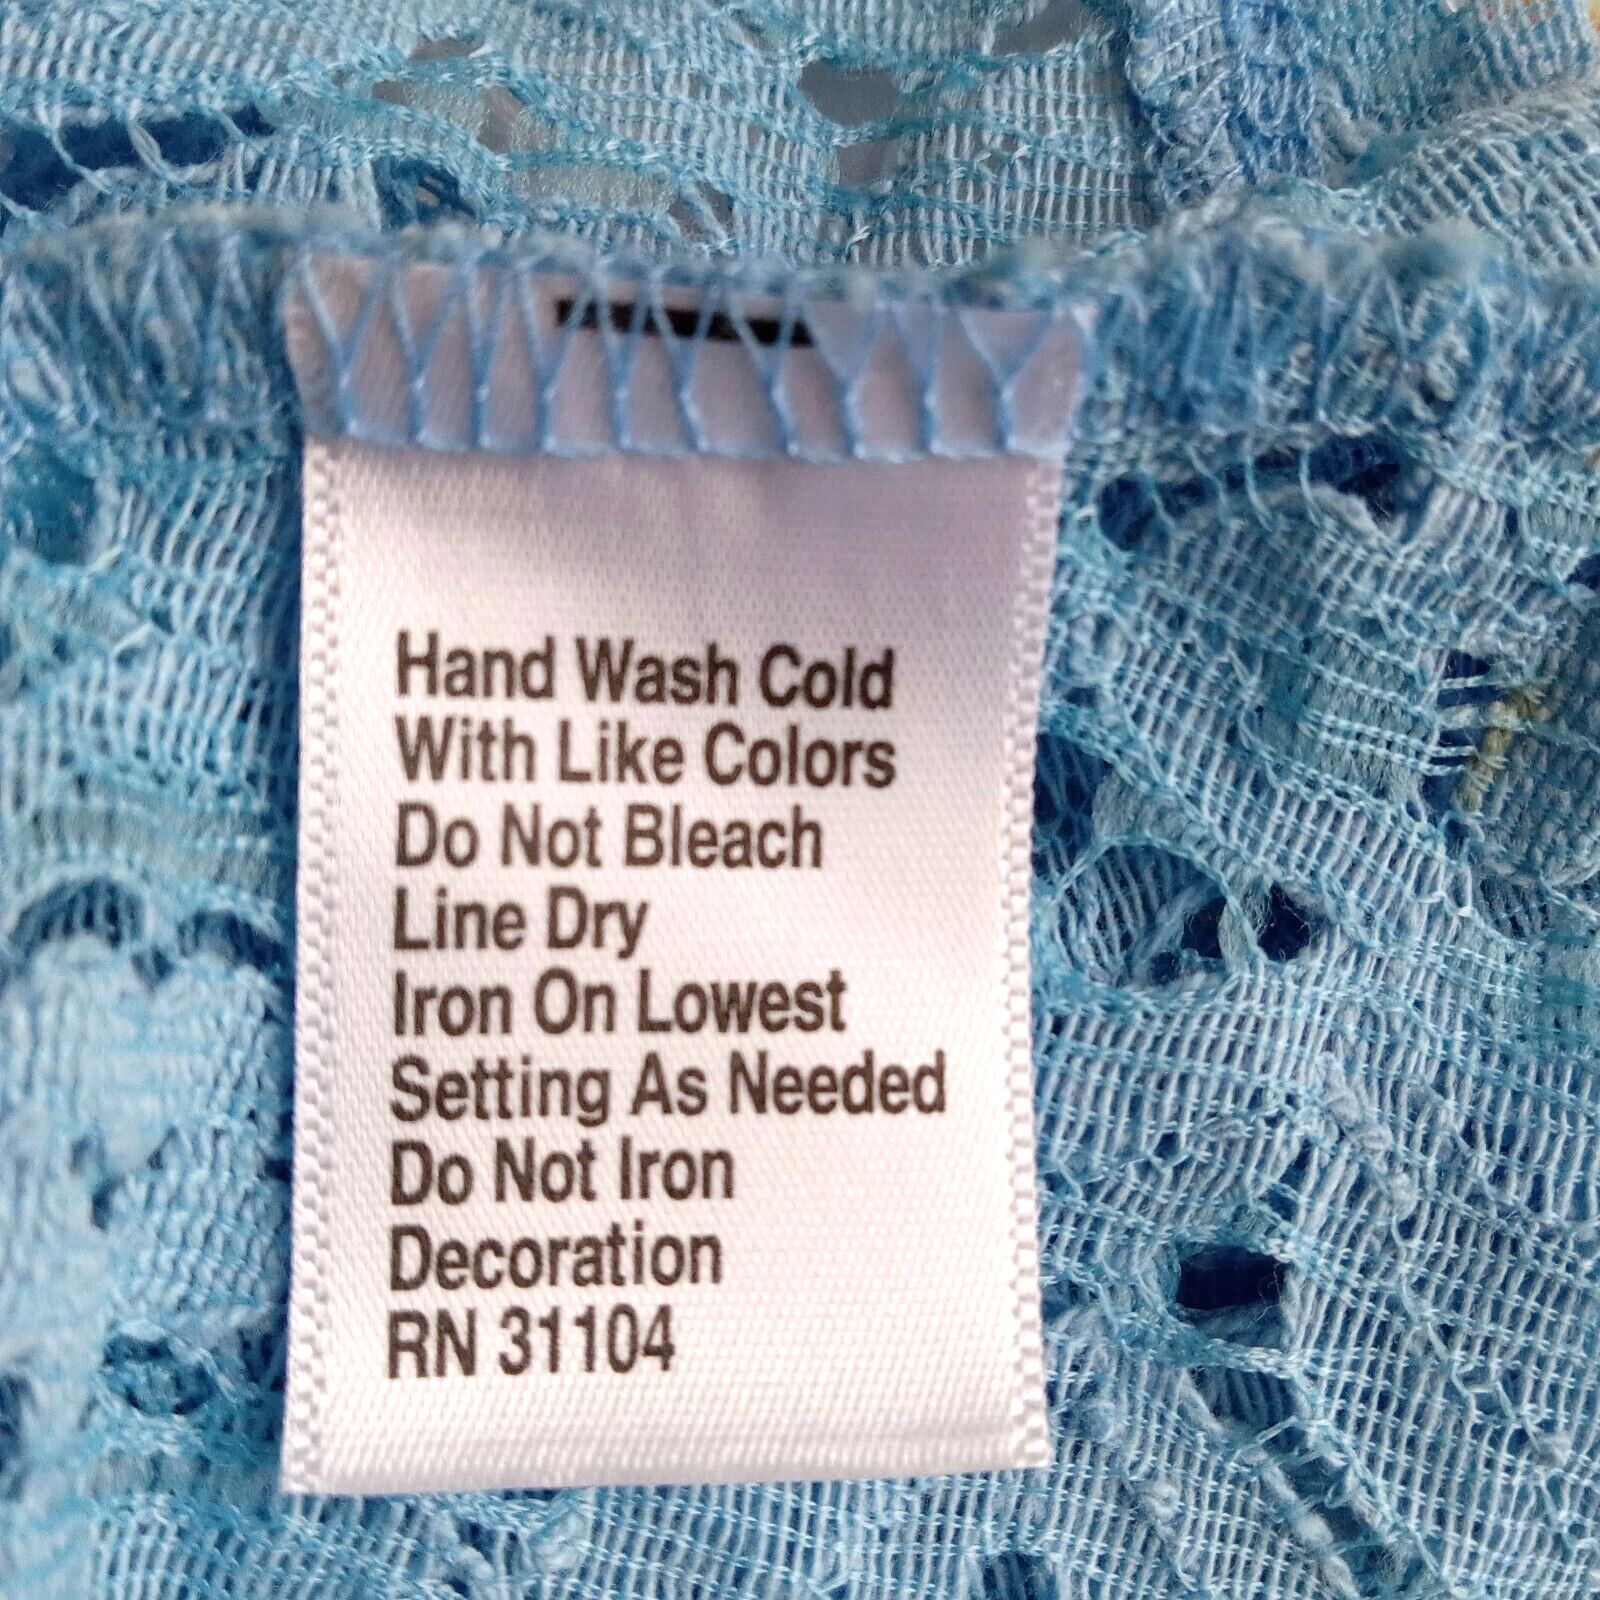 Hand Wash Cold
With Like Colors
Do Not Bleach
Line Dry
Iron On Lowest
Setting As Needed
Do Not Iron
Decoration
RN 31104